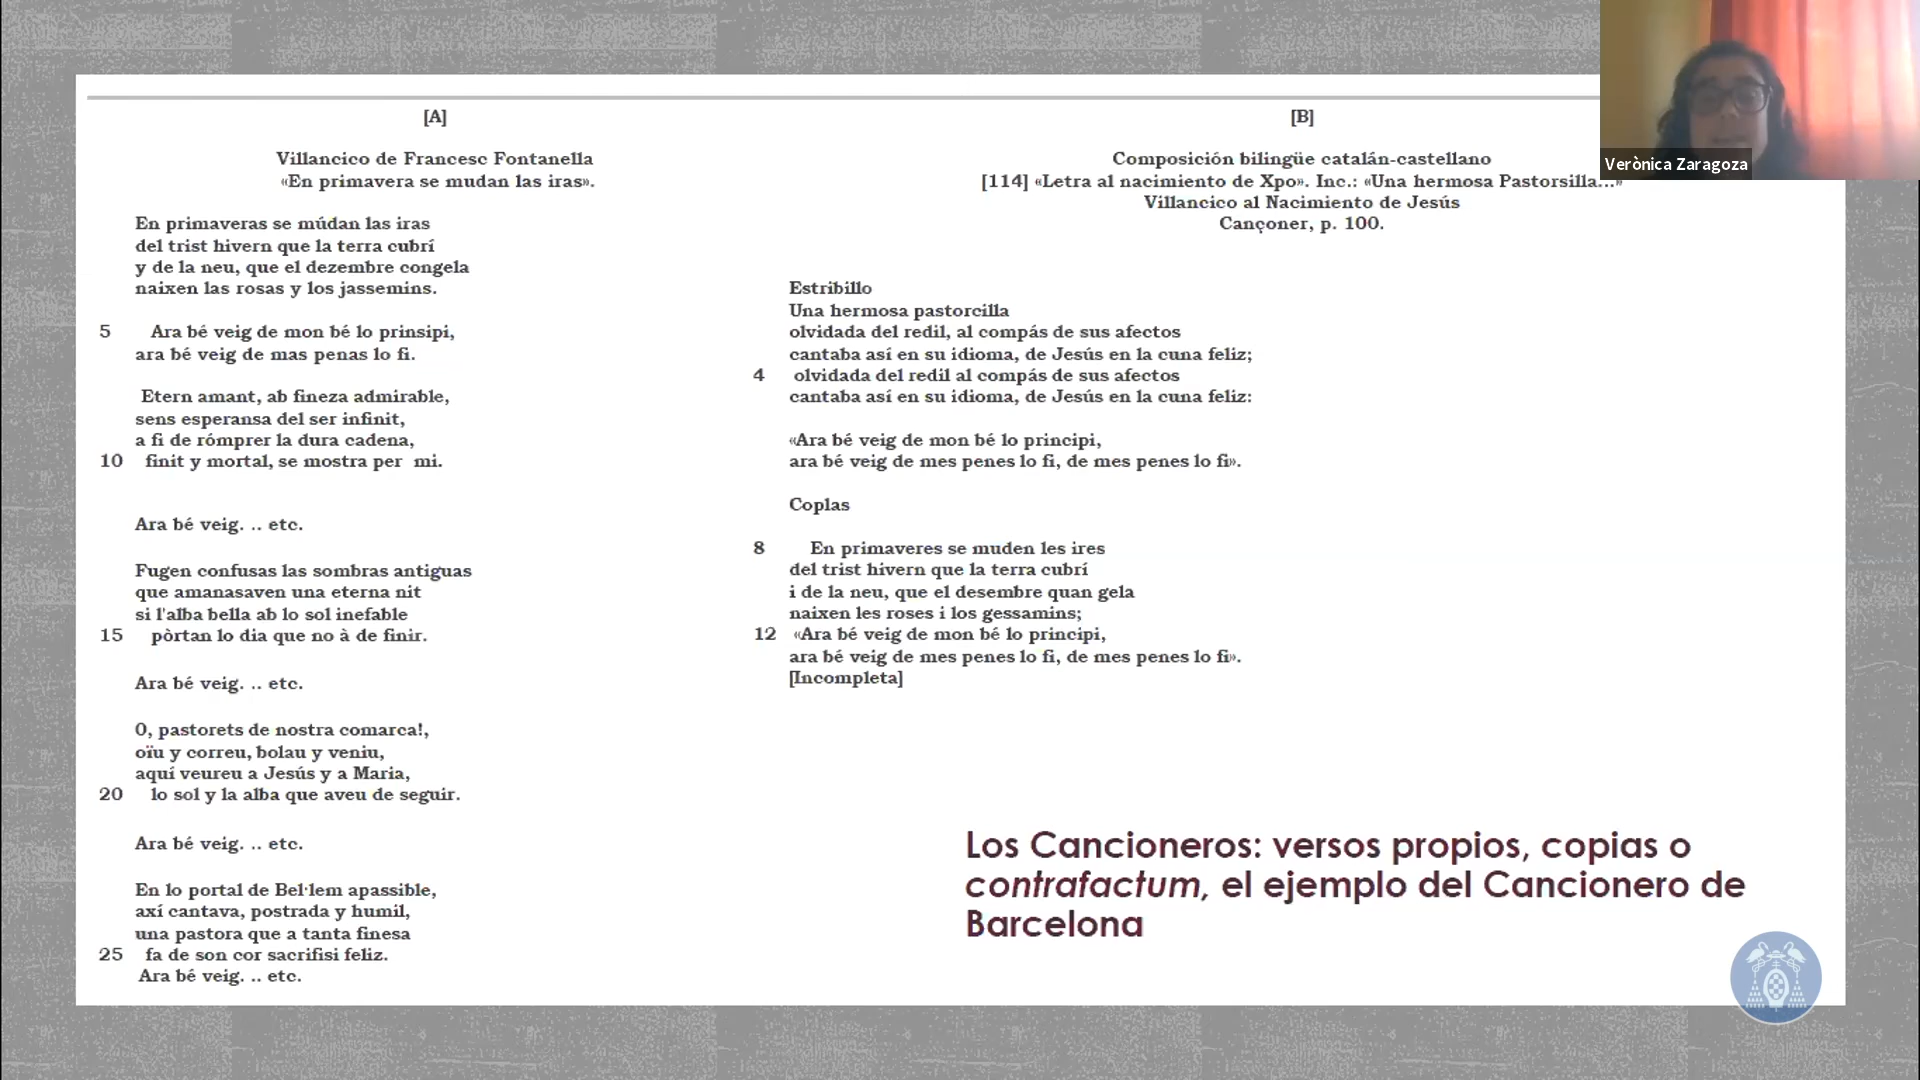 [A]
Villancico de Francesc Fontanella
«En primavera se mudan las iras».
En primaveras se múdan las iras
del trist hivern que la terra cubrí
y de la neu, que el dezembre congela
naixen las rosas y los jassemins.
5 Ara bé veig de mon bé lo prinsipi,
ara bé veig de mas penas lo fi.
Etern amant, ab fineza admirable,
sens esperansa del ser infinit,
a fi de rómprer la dura cadena,
10 finit y mortal, se mostra per mi.
Ara bé veig. .. etc.
Fugen confusas las sombras antiguas
que amanasaven una eterna nit
si l'alba bella ab lo sol inefable
15 pòrtan lo dia que no à de finir.
Ara bé veig. .. etc.
0, pastorets de nostra comarca!,
oïu y correu, bolau y veniu,
aquí veureu a Jesús y a Maria,
20 lo sol y la alba que aveu de seguir.
Ara bé veig. .. etc.
En lo portal de Bel·lem apassible,
axí cantava, postrada y humil,
una pastora que a tanta finesa
25 fa de son cor sacrifisi feliz.
Ara bé veig. .. etc.
[B]
Composición bilingüe catalán-castellano
[114] «Letra al nacimiento de Xpo». Inc.: «Una hermosa Pastorsilla...»
Villancico al Nacimiento de Jesús
Cançoner, p. 100.
Estribillo
Una hermosa pastorcilla
olvidada del redil, al compás de sus afectos
cantaba así en su idioma, de Jesús en la cuna feliz;
4 olvidada del redil al compás de sus afectos
cantaba así en su idioma, de Jesús en la cuna feliz:
«Ara bé veig de mon bé lo principi,
ara bé veig de mes penes lo fi, de mes penes lo fi».
Coplas
8 En primaveres se muden les ires
del trist hivern que la terra cubrí
i de la neu, que el desembre quan gela
naixen les roses i los gessamins;
12 «Ara bé veig de mon bé lo principi,
ara bé veig de mes penes lo fi, de mes penes lo fi».
[Incompleta]
Los Cancioneros: versos propios, copias o
contrafactum, el ejemplo del Cancionero de
Barcelona
Verònica Zaragoza